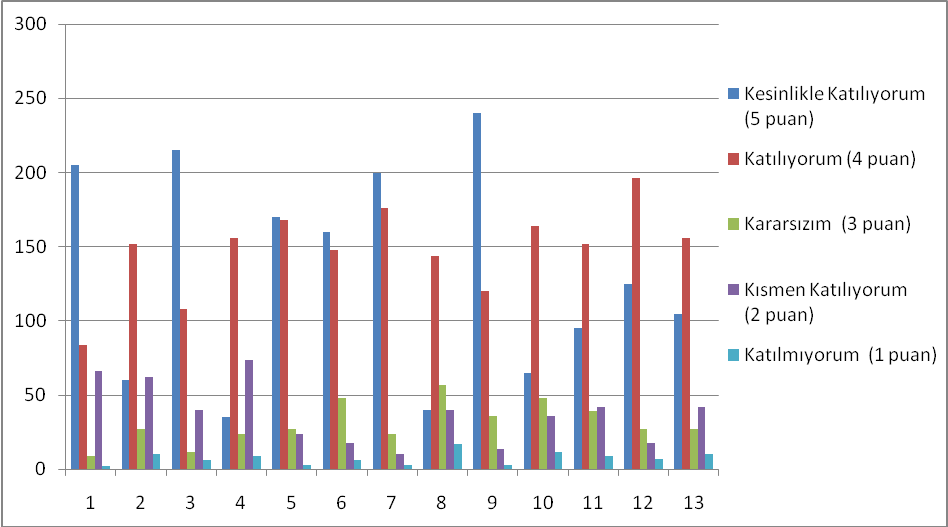 300
250
200
150
100
50
0
1 2 3 4 5 6 7 8 9 10 11 12 13
Kesinlikle Katılıyorum
(5 puan)
Katılıyorum (4 puan)
Kararsızım (3 puan)
Kısmen Katılıyorum
(2 puan)
Katılmıyorum (1 puan)